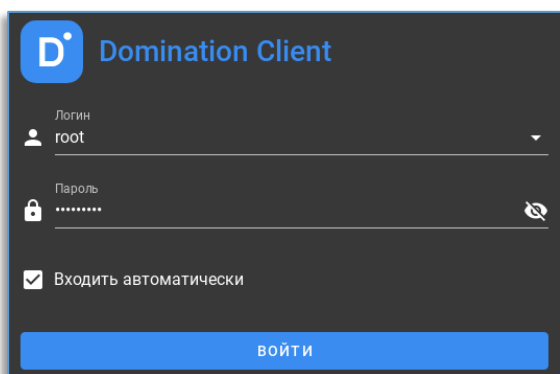 D
Domination Client
Логин
root
Пароль
•••••••••
Входить автоматически
ВОЙТИ